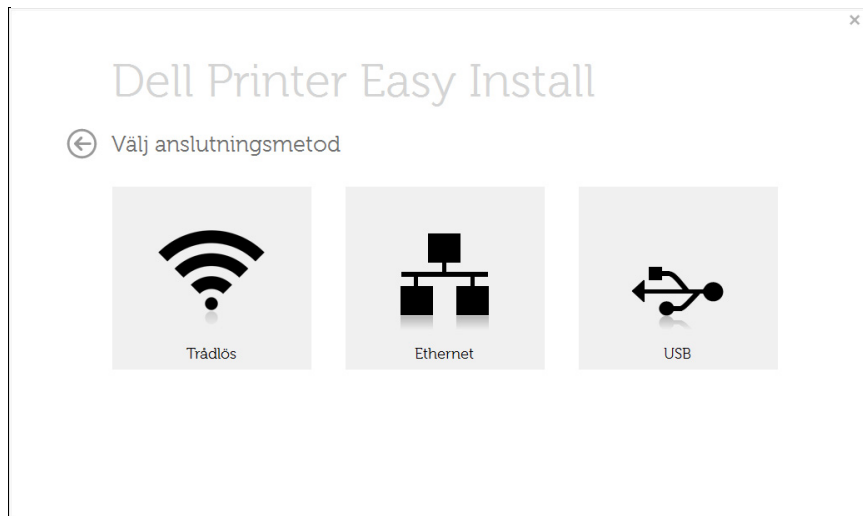 Dell Printer Easy Install
Välj anslutningsmetod
Trådlös
Ethernet
USB